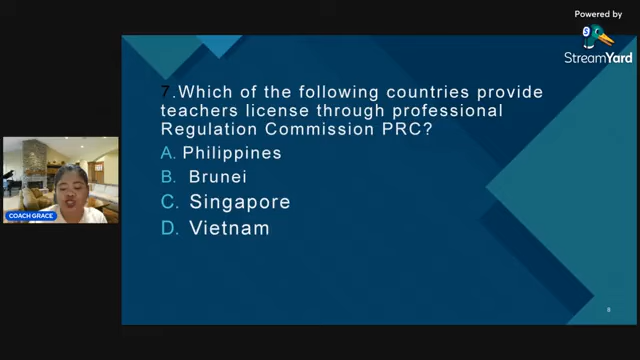 Powered by
StreamYard
7.Which of the following countries provide
teachers license through professional
Regulation Commission PRC?
A. Philippines
B. Brunei
C. Singapore
D. Vietnam
COACH GRACE
8